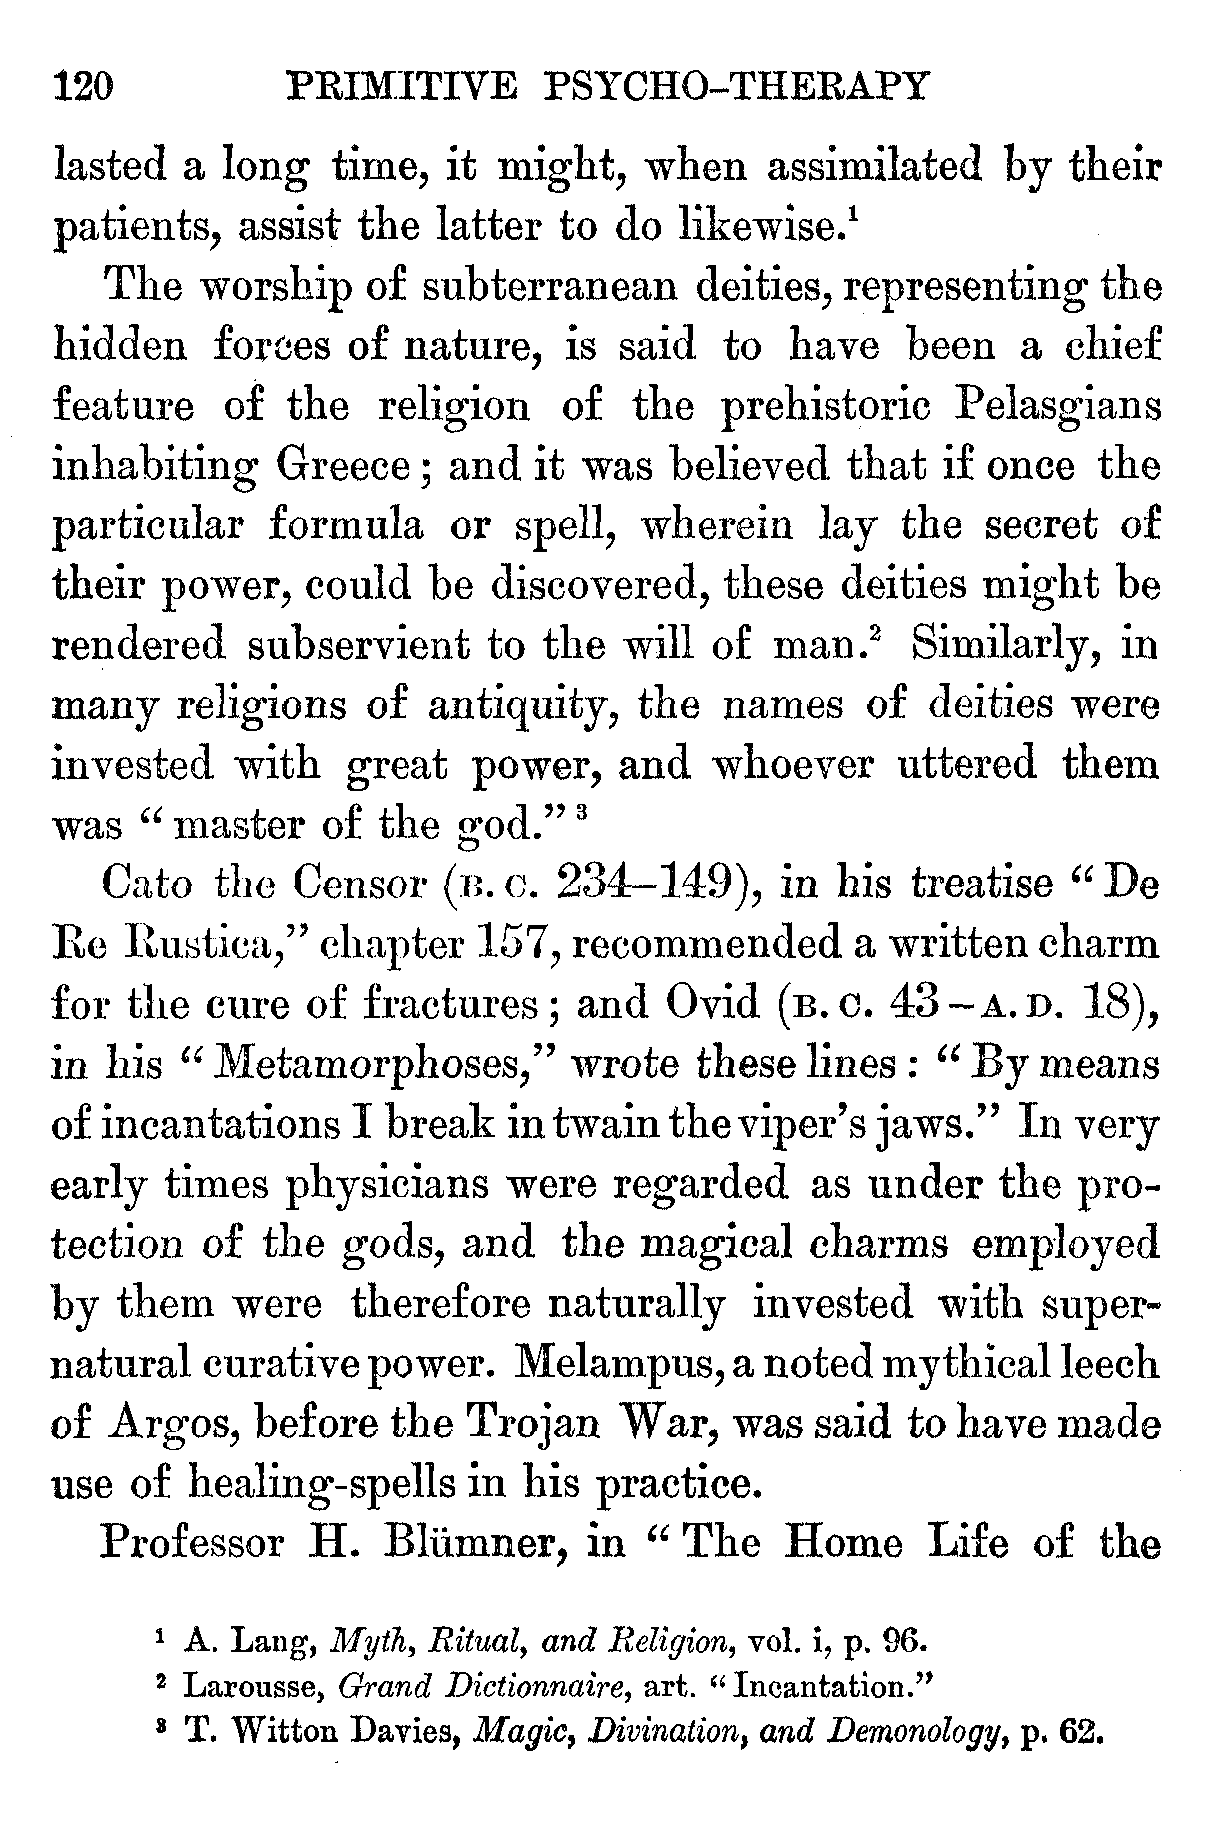 120 PRIMITIVE PSYCHO-THERAPY
lasted a long time, it might, when assimilated by their
patients, assist the latter to do likewise.¹
The worship of subterranean deities, representing the
hidden forces of nature, is said to have been a chief
feature of the religion of the prehistoric Pelasgians
inhabiting Greece; and it was believed that if once the
particular formula or spell, wherein lay the secret of
their power, could be discovered, these deities might be
rendered subservient to the will of man.² Similarly, in
many religions of antiquity, the names of deities were
invested with great power, and whoever uttered them
was “master of the god.” ³
Cato the Censor (B. C. 234–149), in his treatise “De
Re Rustica,” chapter 157, recommended a written charm
for the cure of fractures; and Ovid (B. C. 43–A. D. 18),
in his “Metamorphoses,” wrote these lines: “By means
of incantations I break in twain the viper’s jaws.” In very
early times physicians were regarded as under the pro-
tection of the gods, and the magical charms employed
by them were therefore naturally invested with super-
natural curative power. Melampus, a noted mythical leech
of Argos, before the Trojan War, was said to have made
use of healing-spells in his practice.
Professor H. Blümner, in “The Home Life of the
¹ A. Lang, Myth, Ritual, and Religion, vol. i, p. 96.
² Larousse, Grand Dictionnaire, art. “Incantation.”
³ T. Witton Davies, Magic, Divination, and Demonology, p. 62.